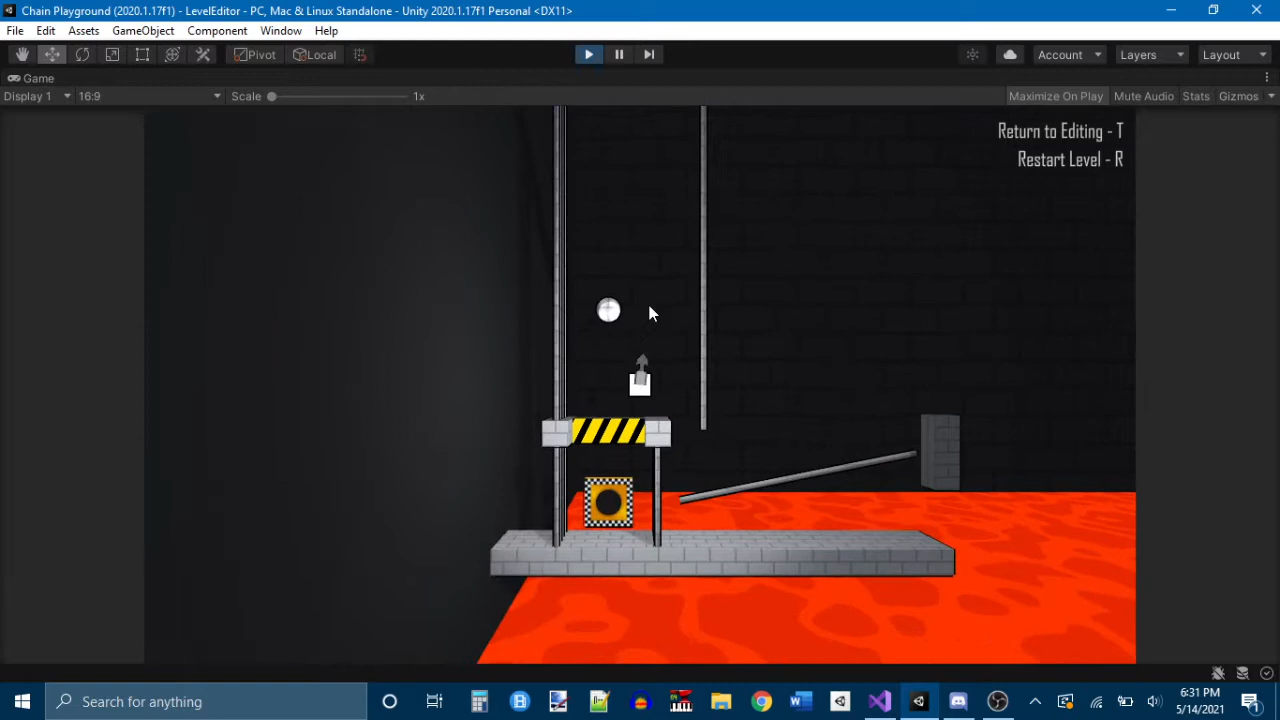 Chain Playground (2020.1.17f1) - LevelEditor - PC, Mac & Linux Standalone - Unity 2020.1.17f1 Personal <DX11>
File Edit Assets GameObject Component Window Help
Pivot Local Account Layers Layout
Game
Display 1 16:9 Scale 1x Maximize On Play Mute Audio Stats Gizmos
Return to Editing - T
Restart Level - R
Search for anything
6:31 PM
5/14/2021
1